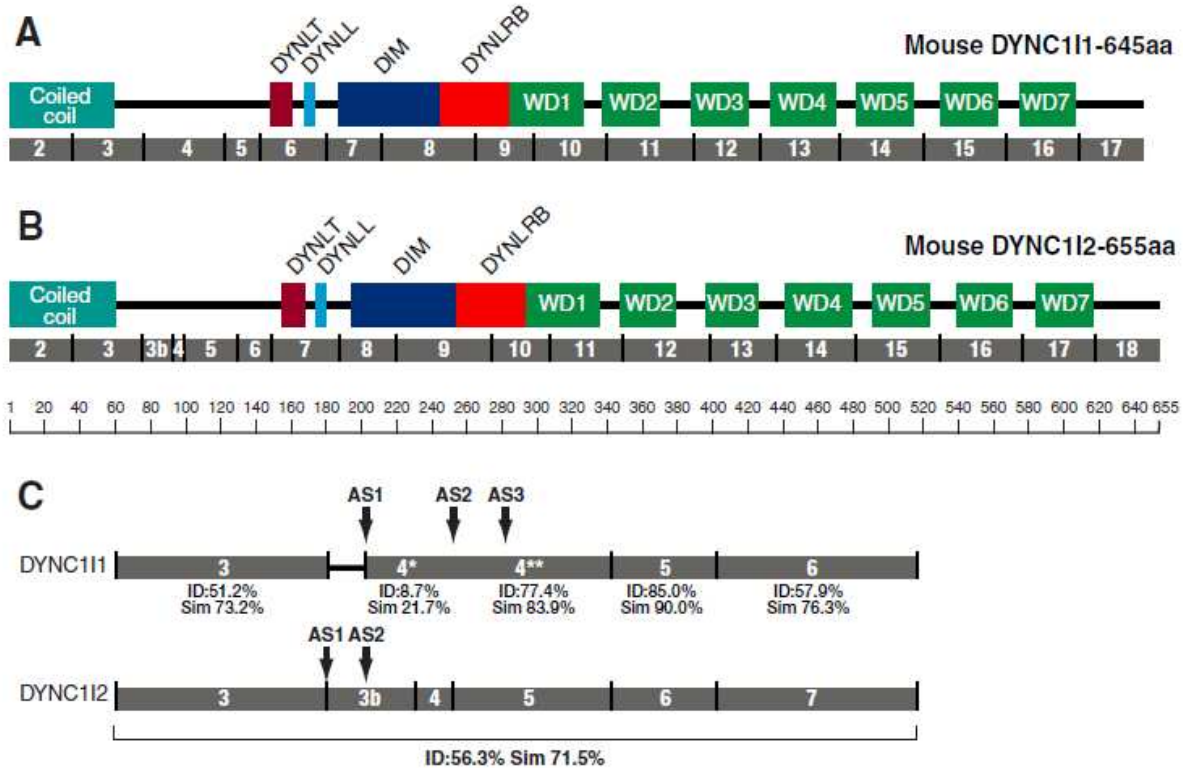 A
Mouse DYNC1I1-645aa
DYNLT DYNLL DIM DYNLRB
Coiled coil WD1 WD2 WD3 WD4 WD5 WD6 WD7
2 3 4 5 6 7 8 9 10 11 12 13 14 15 16 17
B
Mouse DYNC1I2-655aa
DYNLT DYNLL DIM DYNLRB
Coiled coil WD1 WD2 WD3 WD4 WD5 WD6 WD7
2 3 3b 4 5 6 7 8 9 10 11 12 13 14 15 16 17 18
1 20 40 60 80 100 120 140 160 180 200 220 240 260 280 300 320 340 360 380 400 420 440 460 480 500 520 540 560 580 600 620 640 655
C
AS1 AS2 AS3
DYNC1I1 3 4* 4** 5 6
ID:51.2% ID:8.7% ID:77.4% ID:85.0% ID:57.9%
Sim 73.2% Sim 21.7% Sim 83.9% Sim 90.0% Sim 76.3%
AS1 AS2
DYNC1I2 3 3b 4 5 6 7
ID:56.3% Sim 71.5%